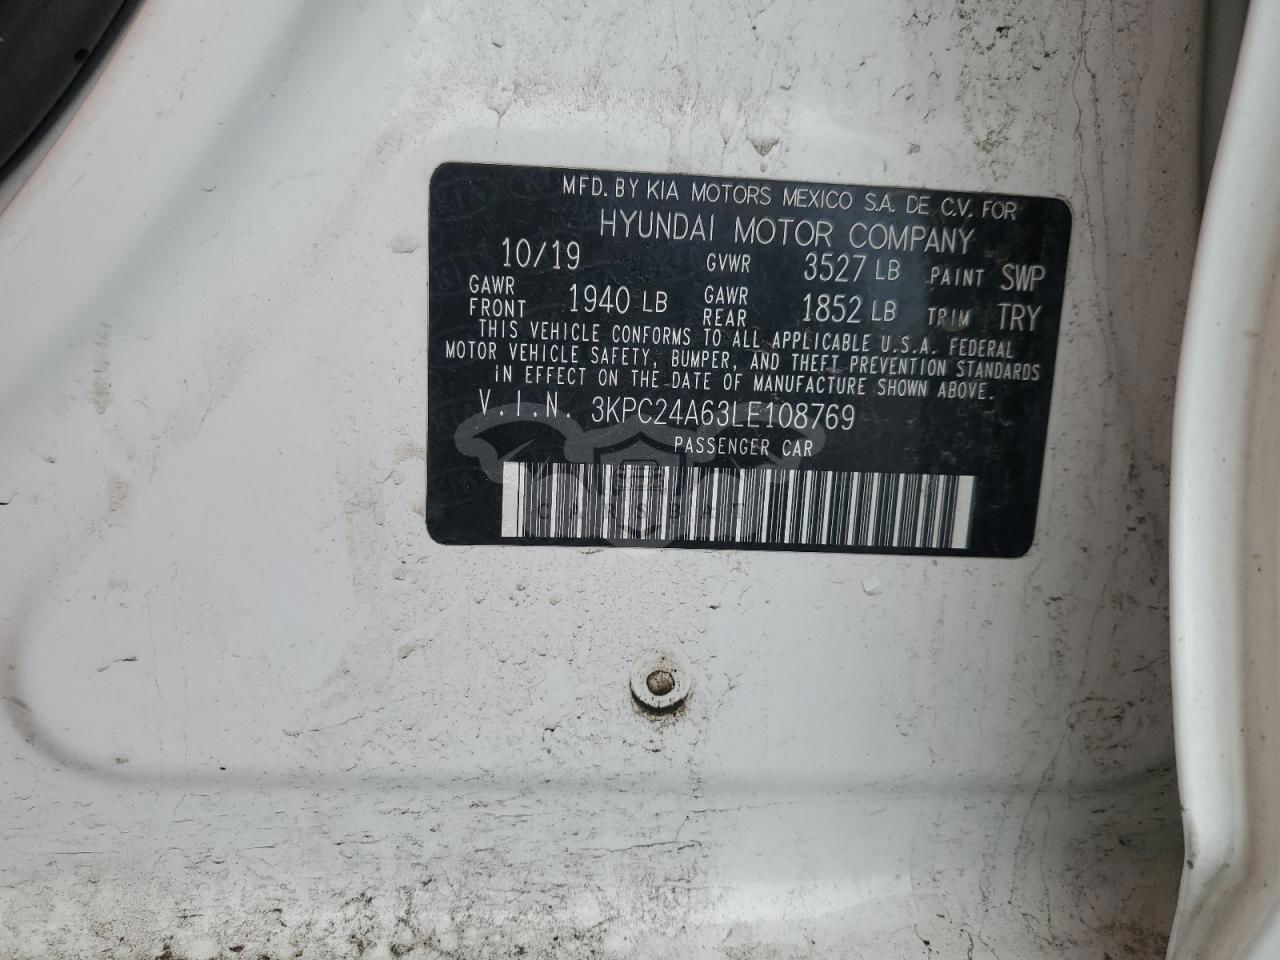 MFD. BY KIA MOTORS MEXICO S.A. DE C.V. FOR
HYUNDAI MOTOR COMPANY
10/19 GVWR 3527 LB PAINT SWP
GAWR FRONT 1940 LB GAWR REAR 1852 LB TRIM TRY
THIS VEHICLE CONFORMS TO ALL APPLICABLE U.S.A. FEDERAL
MOTOR VEHICLE SAFETY, BUMPER, AND THEFT PREVENTION STANDARDS
IN EFFECT ON THE DATE OF MANUFACTURE SHOWN ABOVE.
V.I.N. 3KPC24A63LE108769
PASSENGER CAR